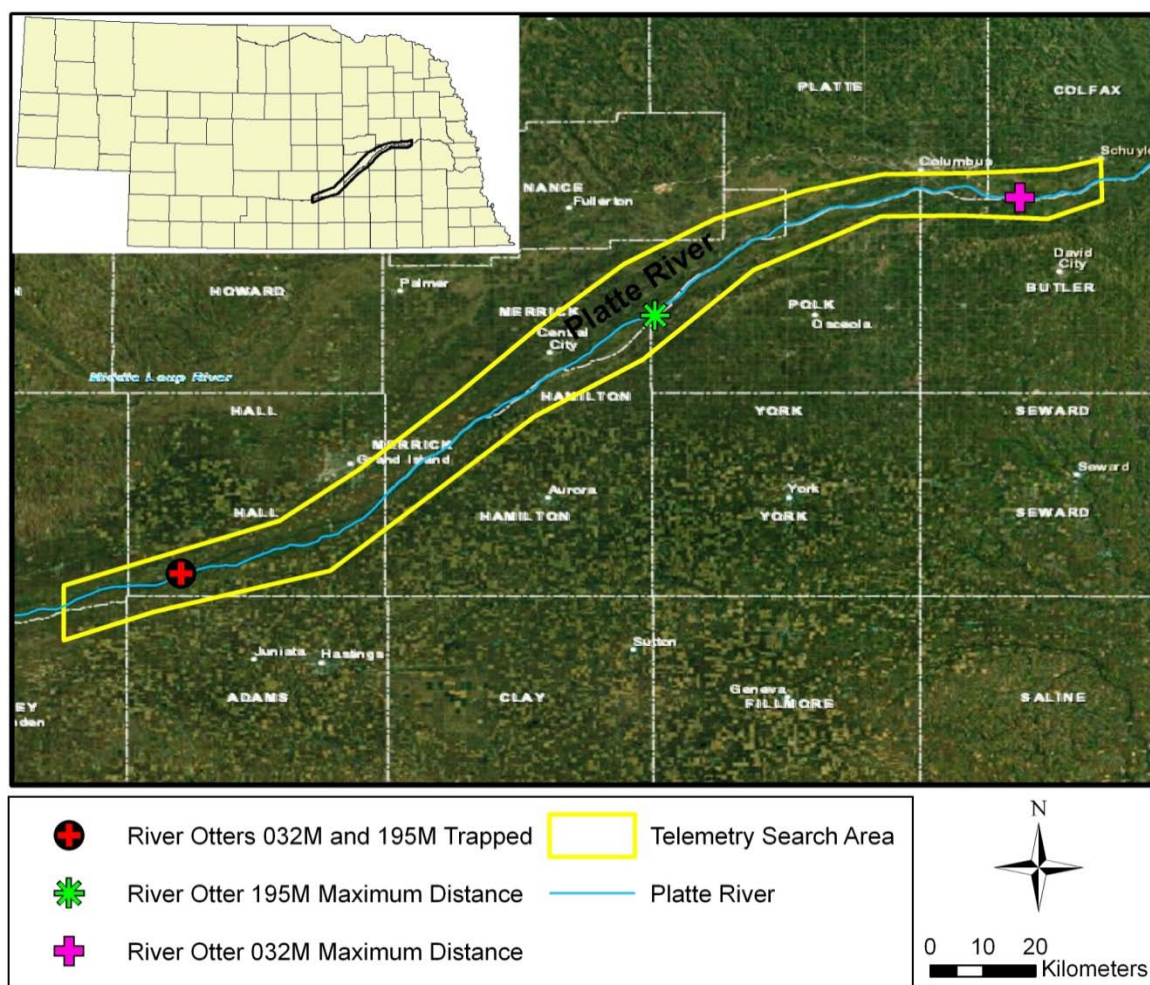 PLATTE
COLFAX
Columbus
Schuyle
NANCE
Fullerton
David
City
BUTLER
Palmer
HOWARD
MERRICK
Central
City
Platte River
POLK
Osceola
Middle Loup River
HALL
HAMILTON
YORK
SEWARD
MERRICK
Grand Island
Seward
Aurora
York
HALL
HAMILTON
YORK
SEWARD
Juniata
Hastings
Sutton
Geneva
EY
ADAMS
CLAY
FILLMORE
SALINE
River Otters 032M and 195M Trapped
Telemetry Search Area
River Otter 195M Maximum Distance
Platte River
River Otter 032M Maximum Distance
N
0 10 20
Kilometers